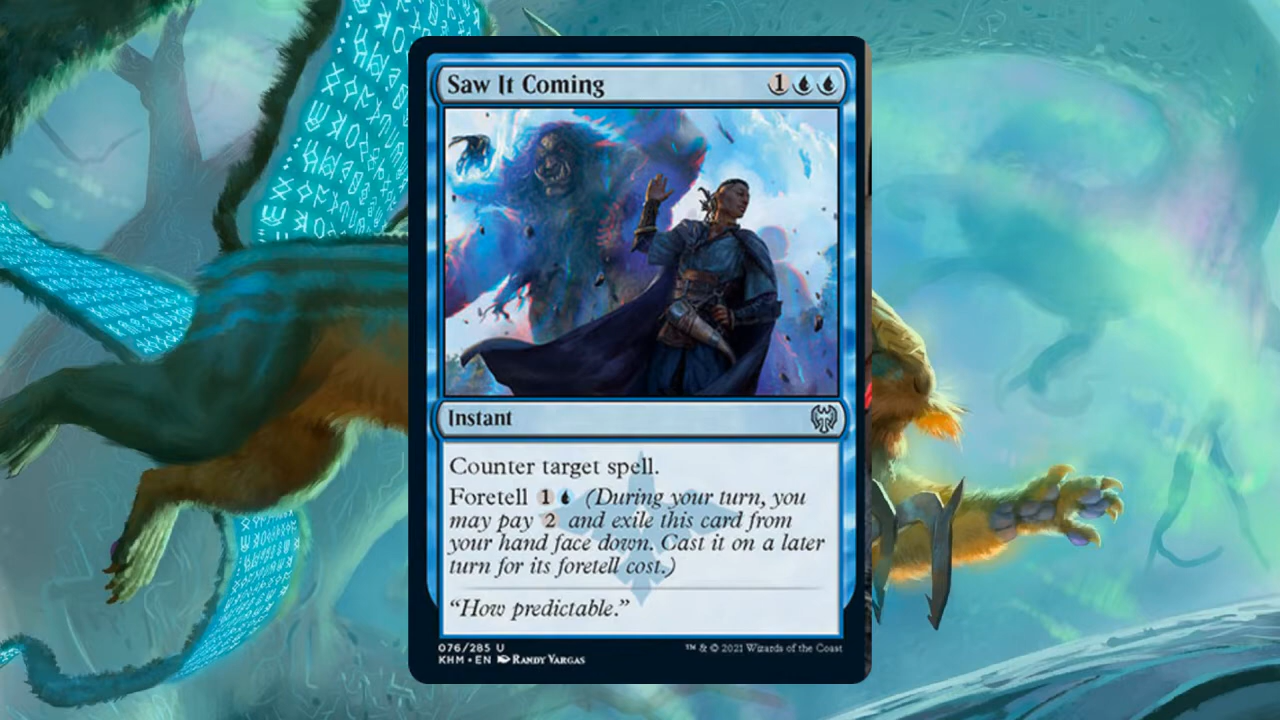 Saw It Coming 1
Instant
Counter target spell.
Foretell 1 (During your turn, you
may pay 2 and exile this card from
your hand face down. Cast it on a later
turn for its foretell cost.)
“How predictable.”
076/285 U
KHM • EN Randy Vargas
™ & © 2021 Wizards of the Coast